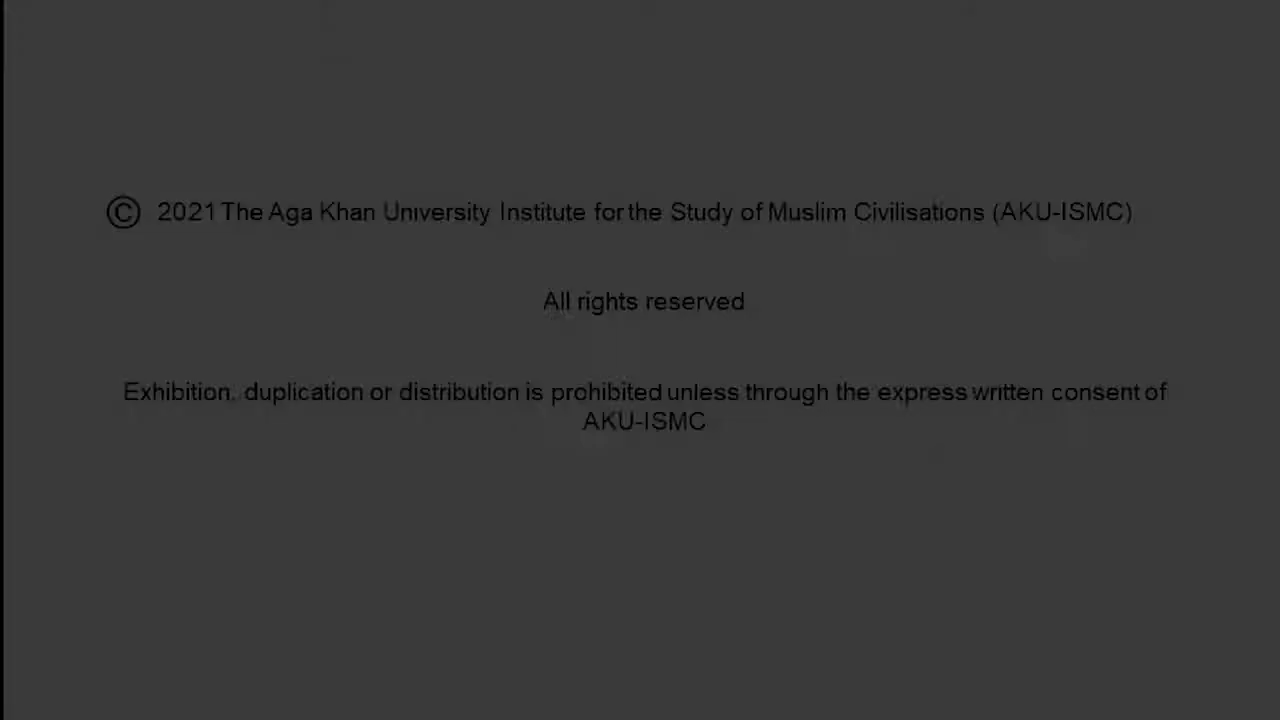 © 2021 The Aga Khan University Institute for the Study of Muslim Civilisations (AKU-ISMC)
All rights reserved
Exhibition, duplication or distribution is prohibited unless through the express written consent of
AKU-ISMC